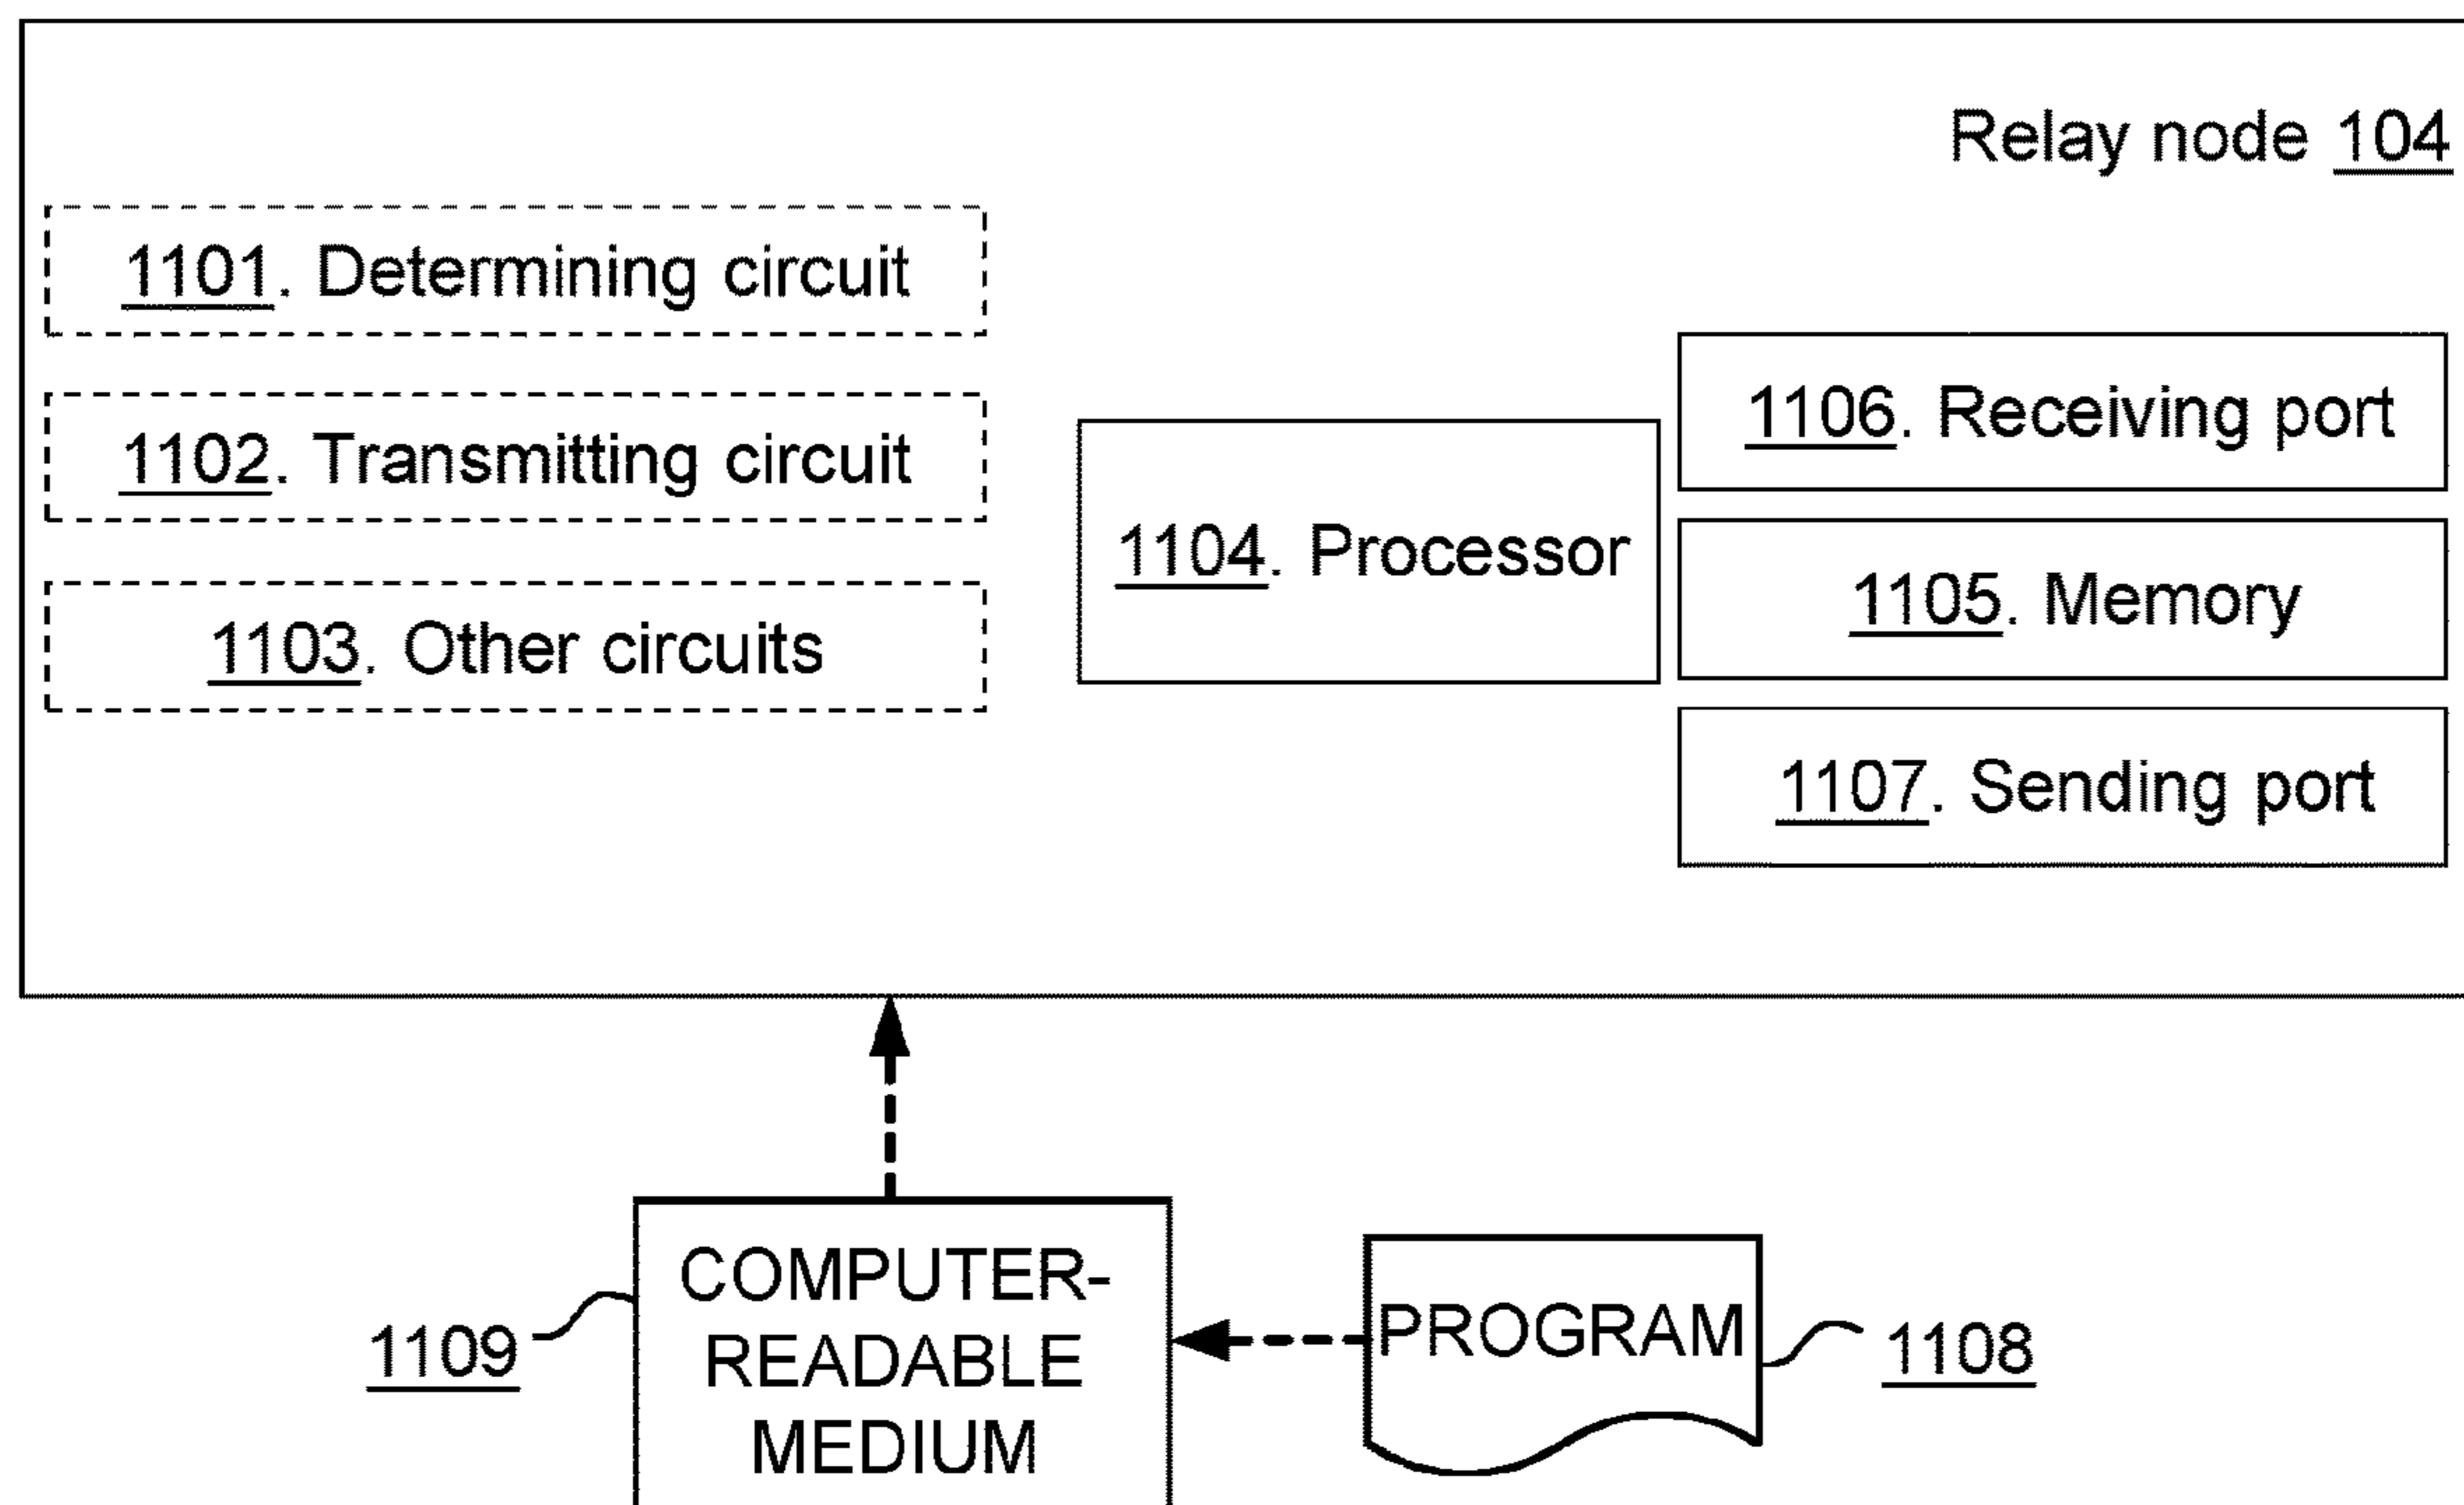 Relay node 104
1101. Determining circuit
1102. Transmitting circuit
1103. Other circuits
1104. Processor
1106. Receiving port
1105. Memory
1107. Sending port
COMPUTER-
READABLE
MEDIUM
1109
PROGRAM
1108